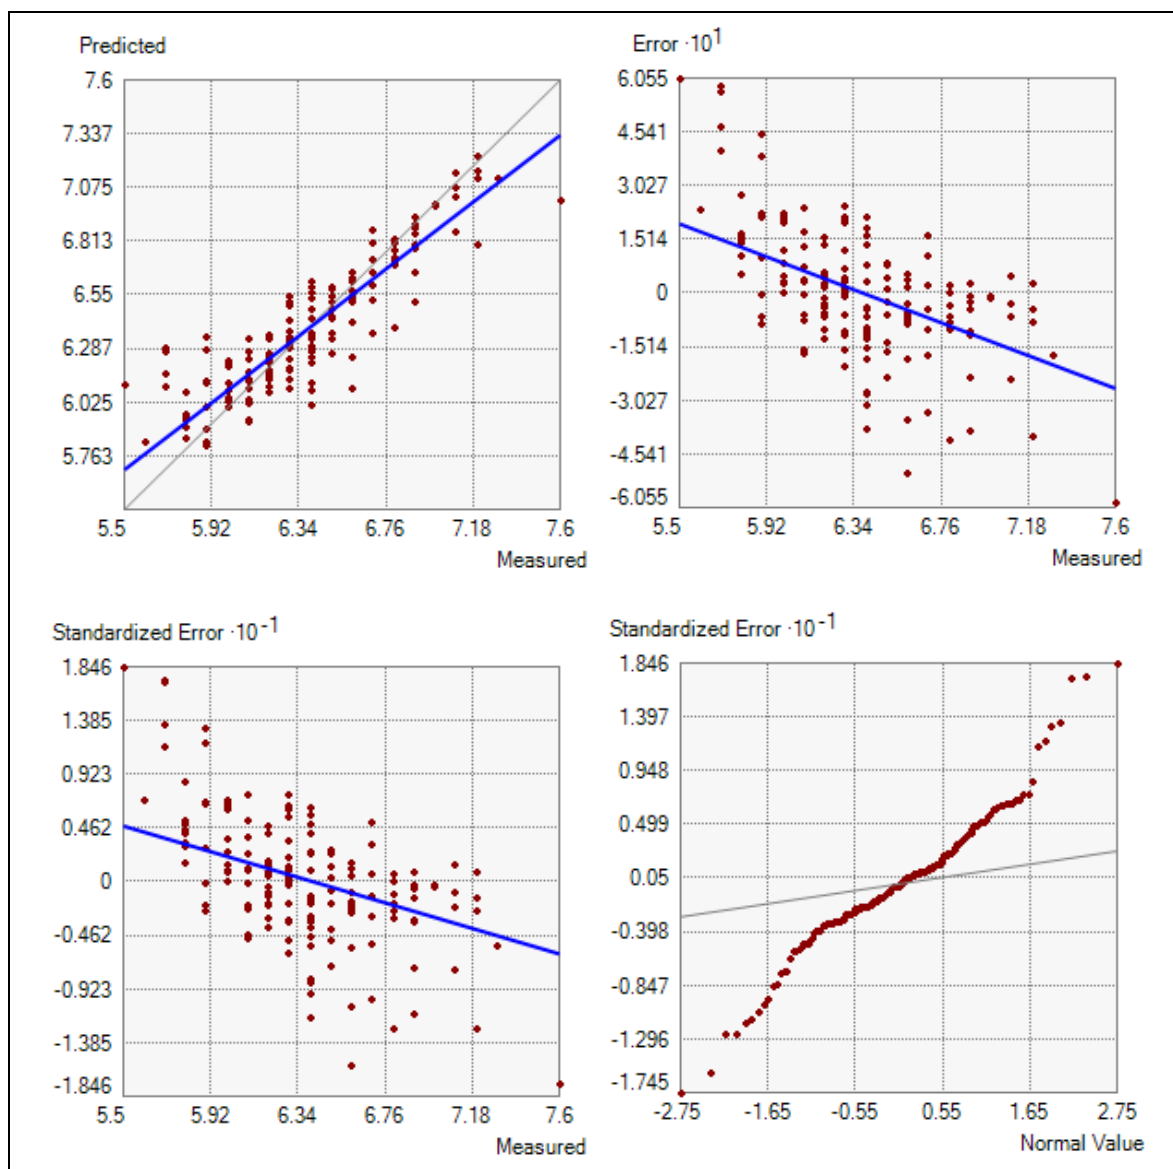 Predicted
7.6
7.337
7.075
6.813
6.55
6.287
6.025
5.763
5.5 5.92 6.34 6.76 7.18 7.6
Measured
Error ·10^1
6.055
4.541
3.027
1.514
0
-1.514
-3.027
-4.541
-6.055
5.5 5.92 6.34 6.76 7.18 7.6
Measured
Standardized Error ·10^-1
1.846
1.385
0.923
0.462
0
-0.462
-0.923
-1.385
-1.846
5.5 5.92 6.34 6.76 7.18 7.6
Measured
Standardized Error ·10^-1
1.846
1.397
0.948
0.499
0.05
-0.398
-0.847
-1.296
-1.745
-2.75 -1.65 -0.55 0.55 1.65 2.75
Normal Value